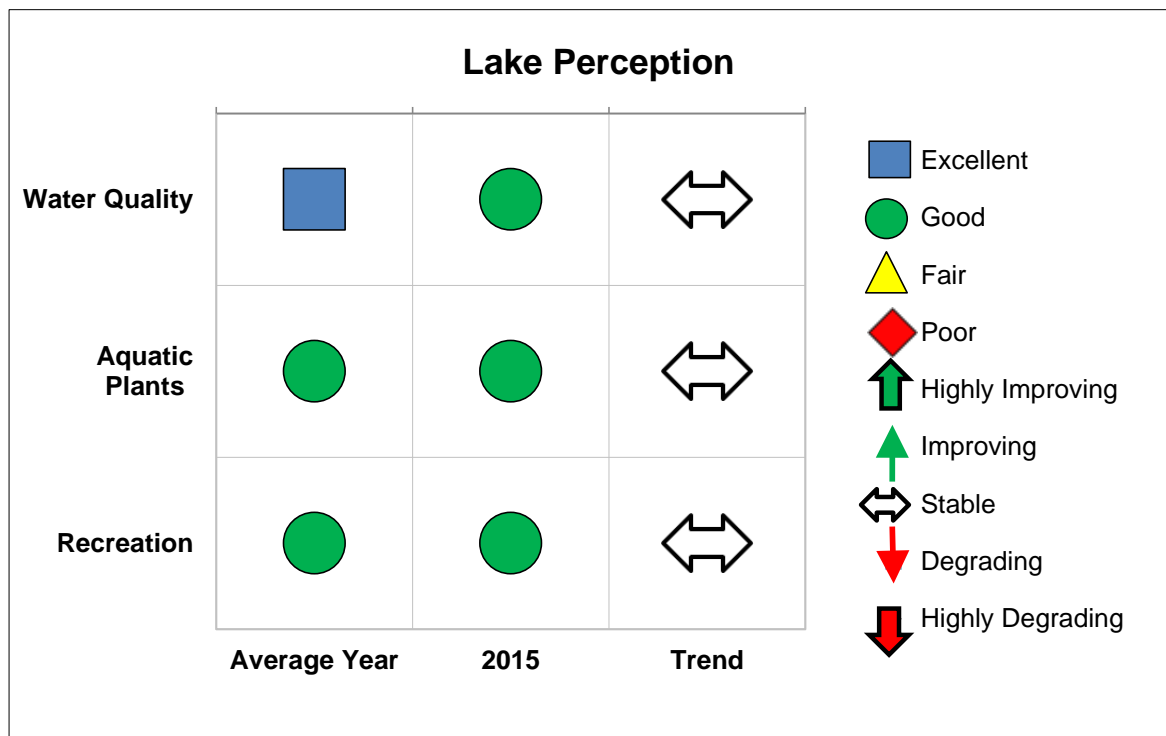 Lake Perception
Water Quality
Aquatic
Plants
Recreation
Average Year
2015
Trend
Excellent
Good
Fair
Poor
Highly Improving
Improving
Stable
Degrading
Highly Degrading